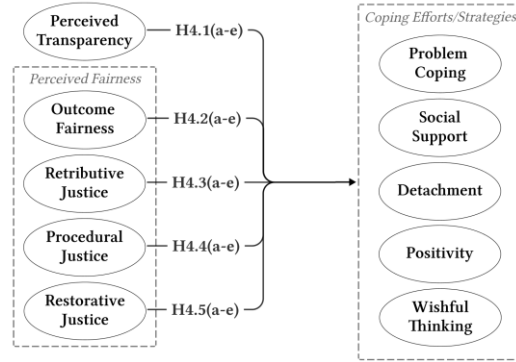 Perceived
Transparency
H4.1(a-e)
Perceived Fairness
Outcome
Fairness
H4.2(a-e)
Retributive
Justice
H4.3(a-e)
Procedural
Justice
H4.4(a-e)
Restorative
Justice
H4.5(a-e)
Coping Efforts/Strategies
Problem
Coping
Social
Support
Detachment
Positivity
Wishful
Thinking